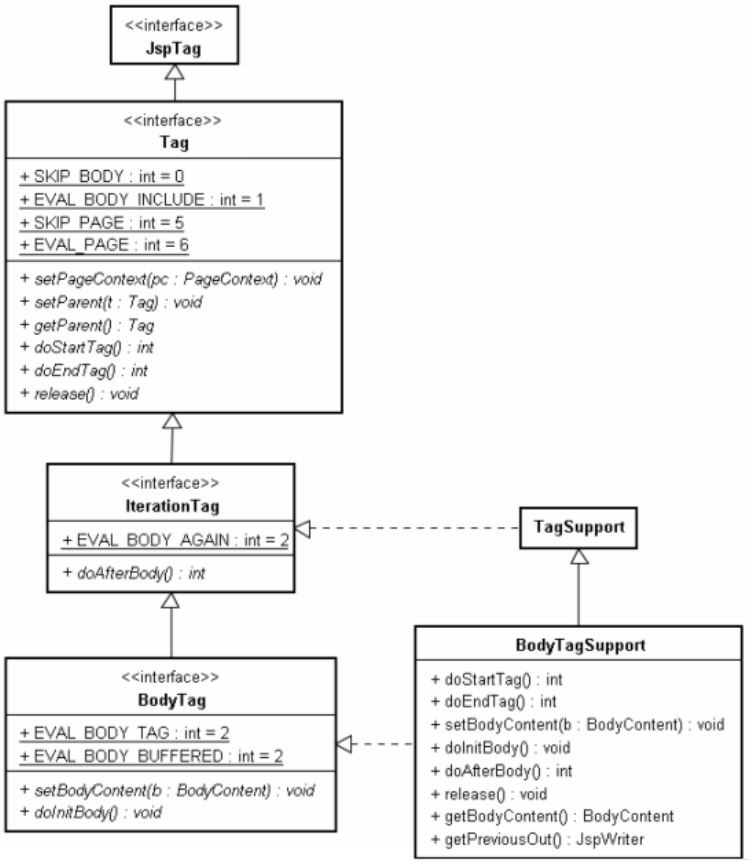 <<interface>>
JspTag
<<interface>>
Tag
+ SKIP_BODY : int = 0
+ EVAL_BODY_INCLUDE : int = 1
+ SKIP_PAGE : int = 5
+ EVAL_PAGE : int = 6
+ setPageContext(pc : PageContext) : void
+ setParent(t : Tag) : void
+ getParent() : Tag
+ doStartTag() : int
+ doEndTag() : int
+ release() : void
<<interface>>
IterationTag
+ EVAL_BODY_AGAIN : int = 2
+ doAfterBody() : int
TagSupport
<<interface>>
BodyTag
+ EVAL_BODY_TAG : int = 2
+ EVAL_BODY_BUFFERED : int = 2
+ setBodyContent(b : BodyContent) : void
+ doInitBody() : void
BodyTagSupport
+ doStartTag() : int
+ doEndTag() : int
+ setBodyContent(b : BodyContent) : void
+ doInitBody() : void
+ doAfterBody() : int
+ release() : void
+ getBodyContent() : BodyContent
+ getPreviousOut() : JspWriter